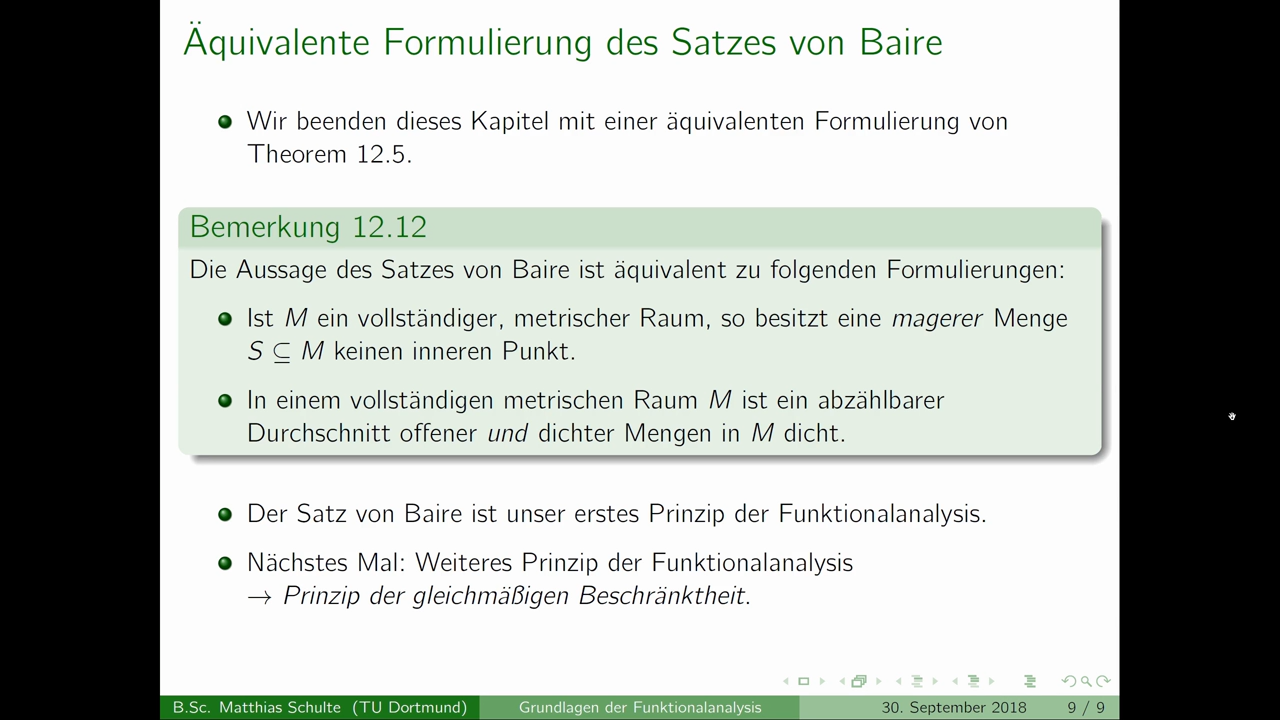 Äquivalente Formulierung des Satzes von Baire
Wir beenden dieses Kapitel mit einer äquivalenten Formulierung von
Theorem 12.5.
Bemerkung 12.12
Die Aussage des Satzes von Baire ist äquivalent zu folgenden Formulierungen:
Ist M ein vollständiger, metrischer Raum, so besitzt eine magerer Menge
S ⊆ M keinen inneren Punkt.
In einem vollständigen metrischen Raum M ist ein abzählbarer
Durchschnitt offener und dichter Mengen in M dicht.
Der Satz von Baire ist unser erstes Prinzip der Funktionalanalysis.
Nächstes Mal: Weiteres Prinzip der Funktionalanalysis
→ Prinzip der gleichmäßigen Beschränktheit.
B.Sc. Matthias Schulte (TU Dortmund) Grundlagen der Funktionalanalysis 30. September 2018 9 / 9